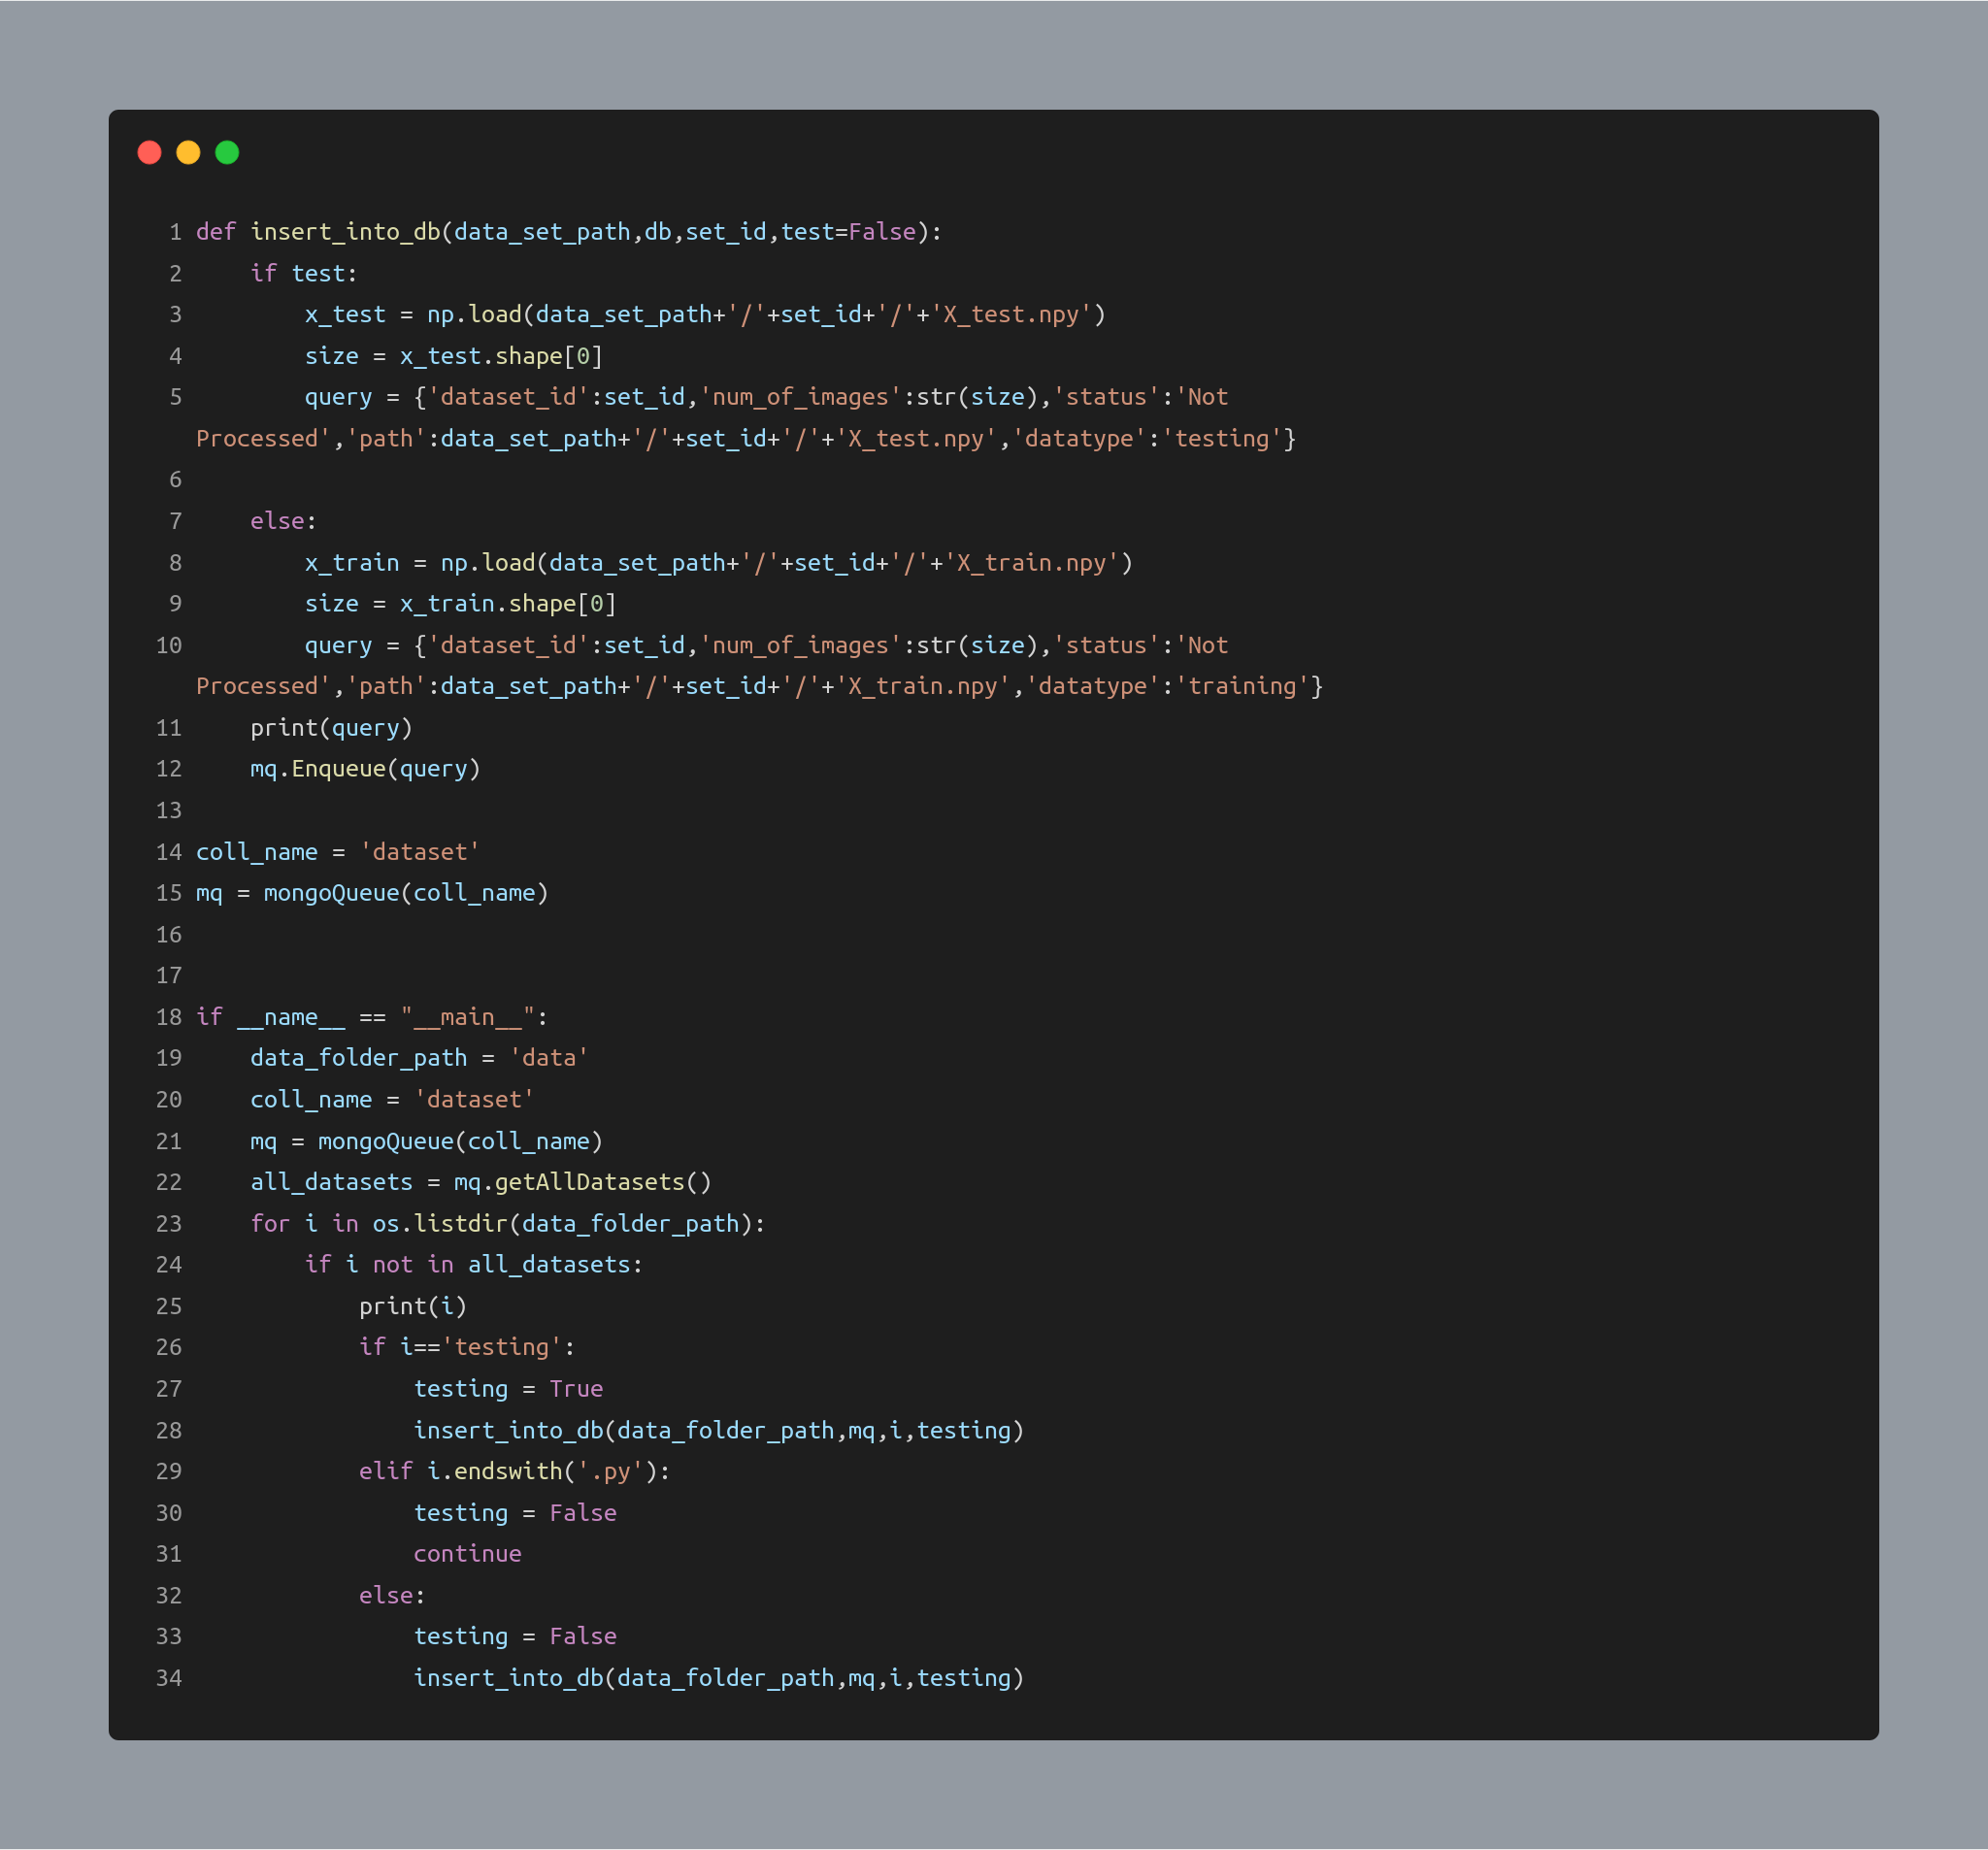 1 def insert_into_db(data_set_path,db,set_id,test=False):
2     if test:
3         x_test = np.load(data_set_path+'/'+set_id+'/'+'X_test.npy')
4         size = x_test.shape[0]
5         query = {'dataset_id':set_id,'num_of_images':str(size),'status':'Not
Processed','path':data_set_path+'/'+set_id+'/'+'X_test.npy','datatype':'testing'}
6
7     else:
8         x_train = np.load(data_set_path+'/'+set_id+'/'+'X_train.npy')
9         size = x_train.shape[0]
10         query = {'dataset_id':set_id,'num_of_images':str(size),'status':'Not
Processed','path':data_set_path+'/'+set_id+'/'+'X_train.npy','datatype':'training'}
11     print(query)
12     mq.Enqueue(query)
13
14 coll_name = 'dataset'
15 mq = mongoQueue(coll_name)
16
17
18 if __name__ == "__main__":
19     data_folder_path = 'data'
20     coll_name = 'dataset'
21     mq = mongoQueue(coll_name)
22     all_datasets = mq.getAllDatasets()
23     for i in os.listdir(data_folder_path):
24         if i not in all_datasets:
25             print(i)
26             if i=='testing':
27                 testing = True
28                 insert_into_db(data_folder_path,mq,i,testing)
29             elif i.endswith('.py'):
30                 testing = False
31                 continue
32             else:
33                 testing = False
34                 insert_into_db(data_folder_path,mq,i,testing)